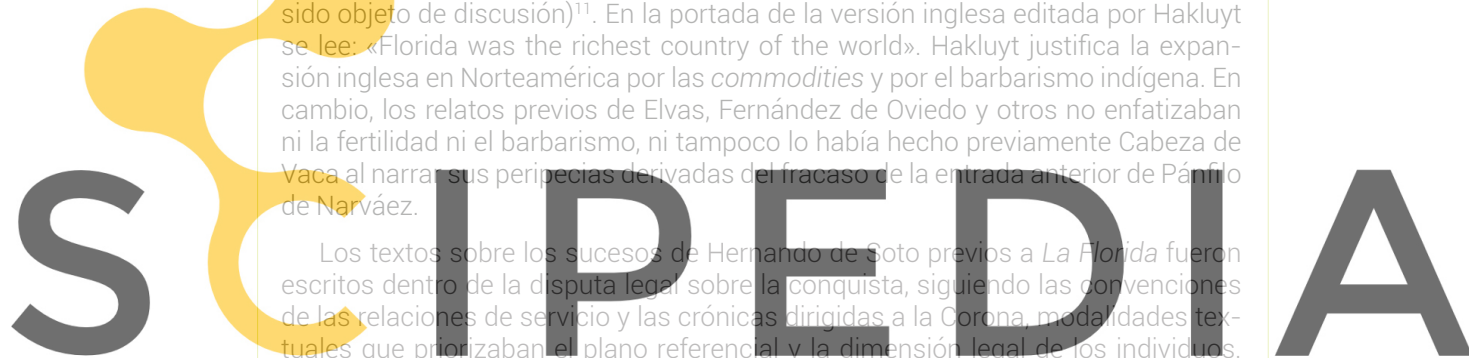 sido objeto de discusión)¹¹. En la portada de la versión inglesa editada por Hakluyt
se lee: «Florida was the richest country of the world». Hakluyt justifica la expan-
sión inglesa en Norteamérica por las commodities y por el barbarismo indígena. En
cambio, los relatos previos de Elvas, Fernández de Oviedo y otros no enfatizaban
ni la fertilidad ni el barbarismo, ni tampoco lo había hecho previamente Cabeza de
Vaca al narrar sus peripecias derivadas del fracaso de la entrada anterior de Pánfilo
de Narváez.
Los textos sobre los sucesos de Hernando de Soto previos a La Florida fueron
escritos dentro de la disputa legal sobre la conquista, siguiendo las convenciones
de las relaciones de servicio y las crónicas dirigidas a la Corona, modalidades tex-
tuales que priorizaban el plano referencial y la dimensión legal de los individuos.
SCIPEDIA